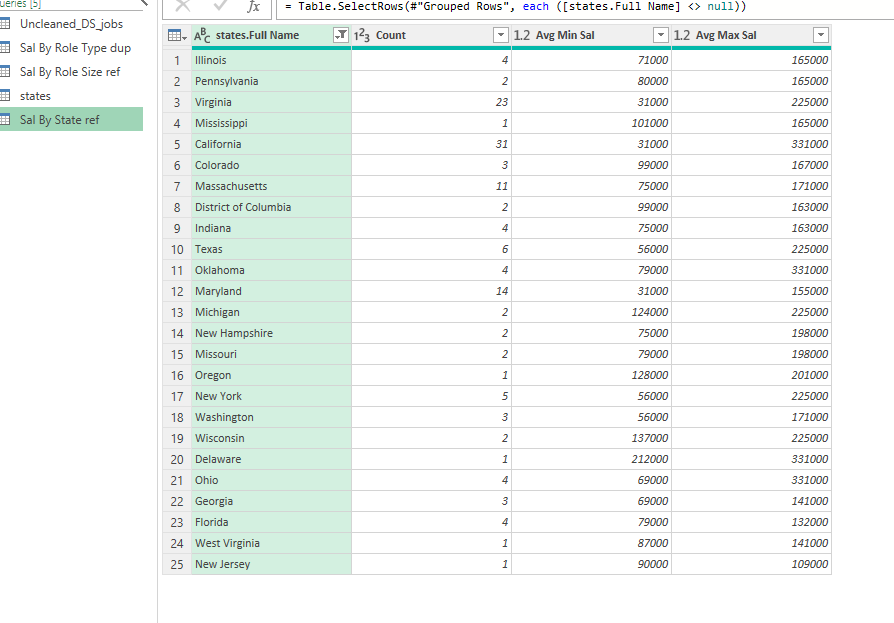 ueries [5]
fx = Table.SelectRows(#"Grouped Rows", each ([states.Full Name] <> null))
Uncleaned_DS_jobs
Sal By Role Type dup
Sal By Role Size ref
states
Sal By State ref
ABC states.Full Name 123 Count 1.2 Avg Min Sal 1.2 Avg Max Sal
1 Illinois 4 71000 165000
2 Pennsylvania 2 80000 165000
3 Virginia 23 31000 225000
4 Mississippi 1 101000 165000
5 California 31 31000 331000
6 Colorado 3 99000 167000
7 Massachusetts 11 75000 171000
8 District of Columbia 2 99000 163000
9 Indiana 4 75000 163000
10 Texas 6 56000 225000
11 Oklahoma 4 79000 331000
12 Maryland 14 31000 155000
13 Michigan 2 124000 225000
14 New Hampshire 2 75000 198000
15 Missouri 2 79000 198000
16 Oregon 1 128000 201000
17 New York 5 56000 225000
18 Washington 3 56000 171000
19 Wisconsin 2 137000 225000
20 Delaware 1 212000 331000
21 Ohio 4 69000 331000
22 Georgia 3 69000 141000
23 Florida 4 79000 132000
24 West Virginia 1 87000 141000
25 New Jersey 1 90000 109000